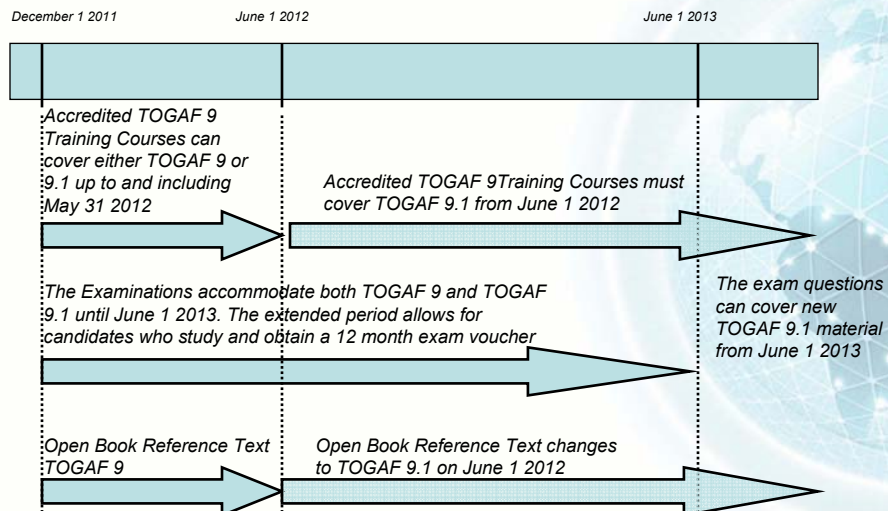 December 1 2011
June 1 2012
June 1 2013
Accredited TOGAF 9
Training Courses can
cover either TOGAF 9 or
9.1 up to and including
May 31 2012
Accredited TOGAF 9Training Courses must
cover TOGAF 9.1 from June 1 2012
The Examinations accommodate both TOGAF 9 and TOGAF
9.1 until June 1 2013. The extended period allows for
candidates who study and obtain a 12 month exam voucher
The exam questions
can cover new
TOGAF 9.1 material
from June 1 2013
Open Book Reference Text
TOGAF 9
Open Book Reference Text changes
to TOGAF 9.1 on June 1 2012